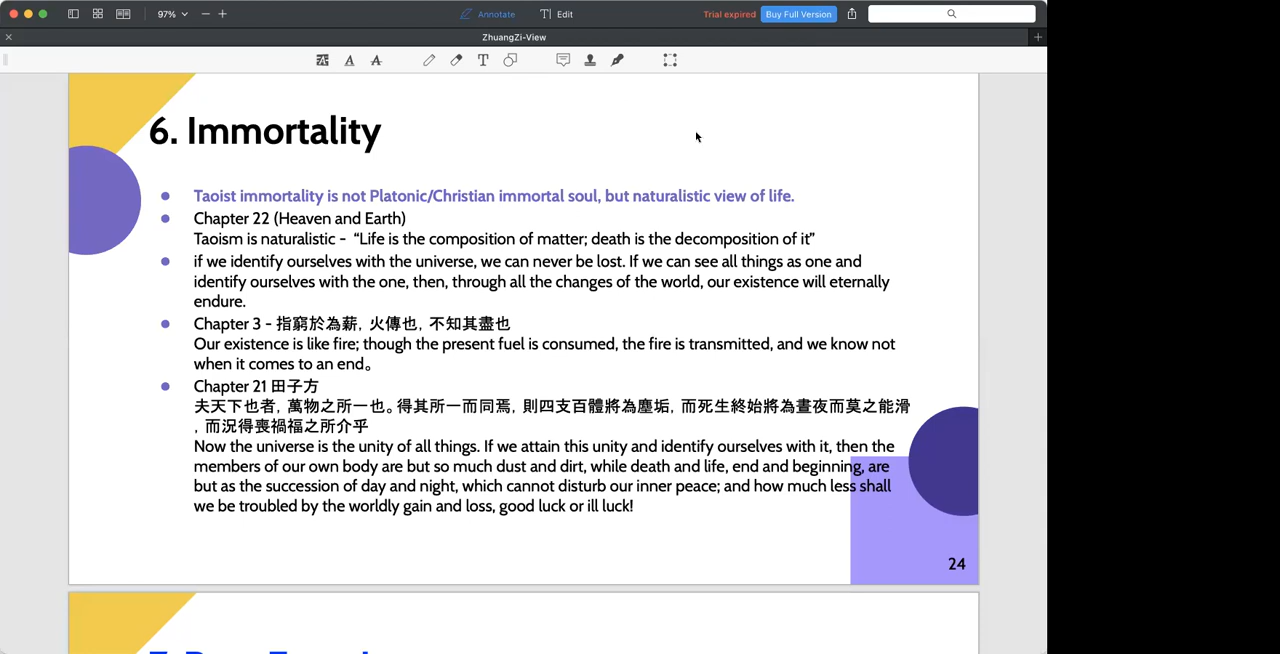 97%
Annotate
Edit
Trial expired
Buy Full Version
ZhuangZi-View
6. Immortality
Taoist immortality is not Platonic/Christian immortal soul, but naturalistic view of life.
Chapter 22 (Heaven and Earth)
Taoism is naturalistic - “Life is the composition of matter; death is the decomposition of it”
if we identify ourselves with the universe, we can never be lost. If we can see all things as one and
identify ourselves with the one, then, through all the changes of the world, our existence will eternally
endure.
Chapter 3 - 指窮於為薪，火傳也，不知其盡也
Our existence is like fire; though the present fuel is consumed, the fire is transmitted, and we know not
when it comes to an end。
Chapter 21 田子方
夫天下也者，萬物之所一也。得其所一而同焉，則四支百體將為塵垢，而死生終始將為晝夜而莫之能滑
，而況得喪禍福之所介乎
Now the universe is the unity of all things. If we attain this unity and identify ourselves with it, then the
members of our own body are but so much dust and dirt, while death and life, end and beginning, are
but as the succession of day and night, which cannot disturb our inner peace; and how much less shall
we be troubled by the worldly gain and loss, good luck or ill luck!
24